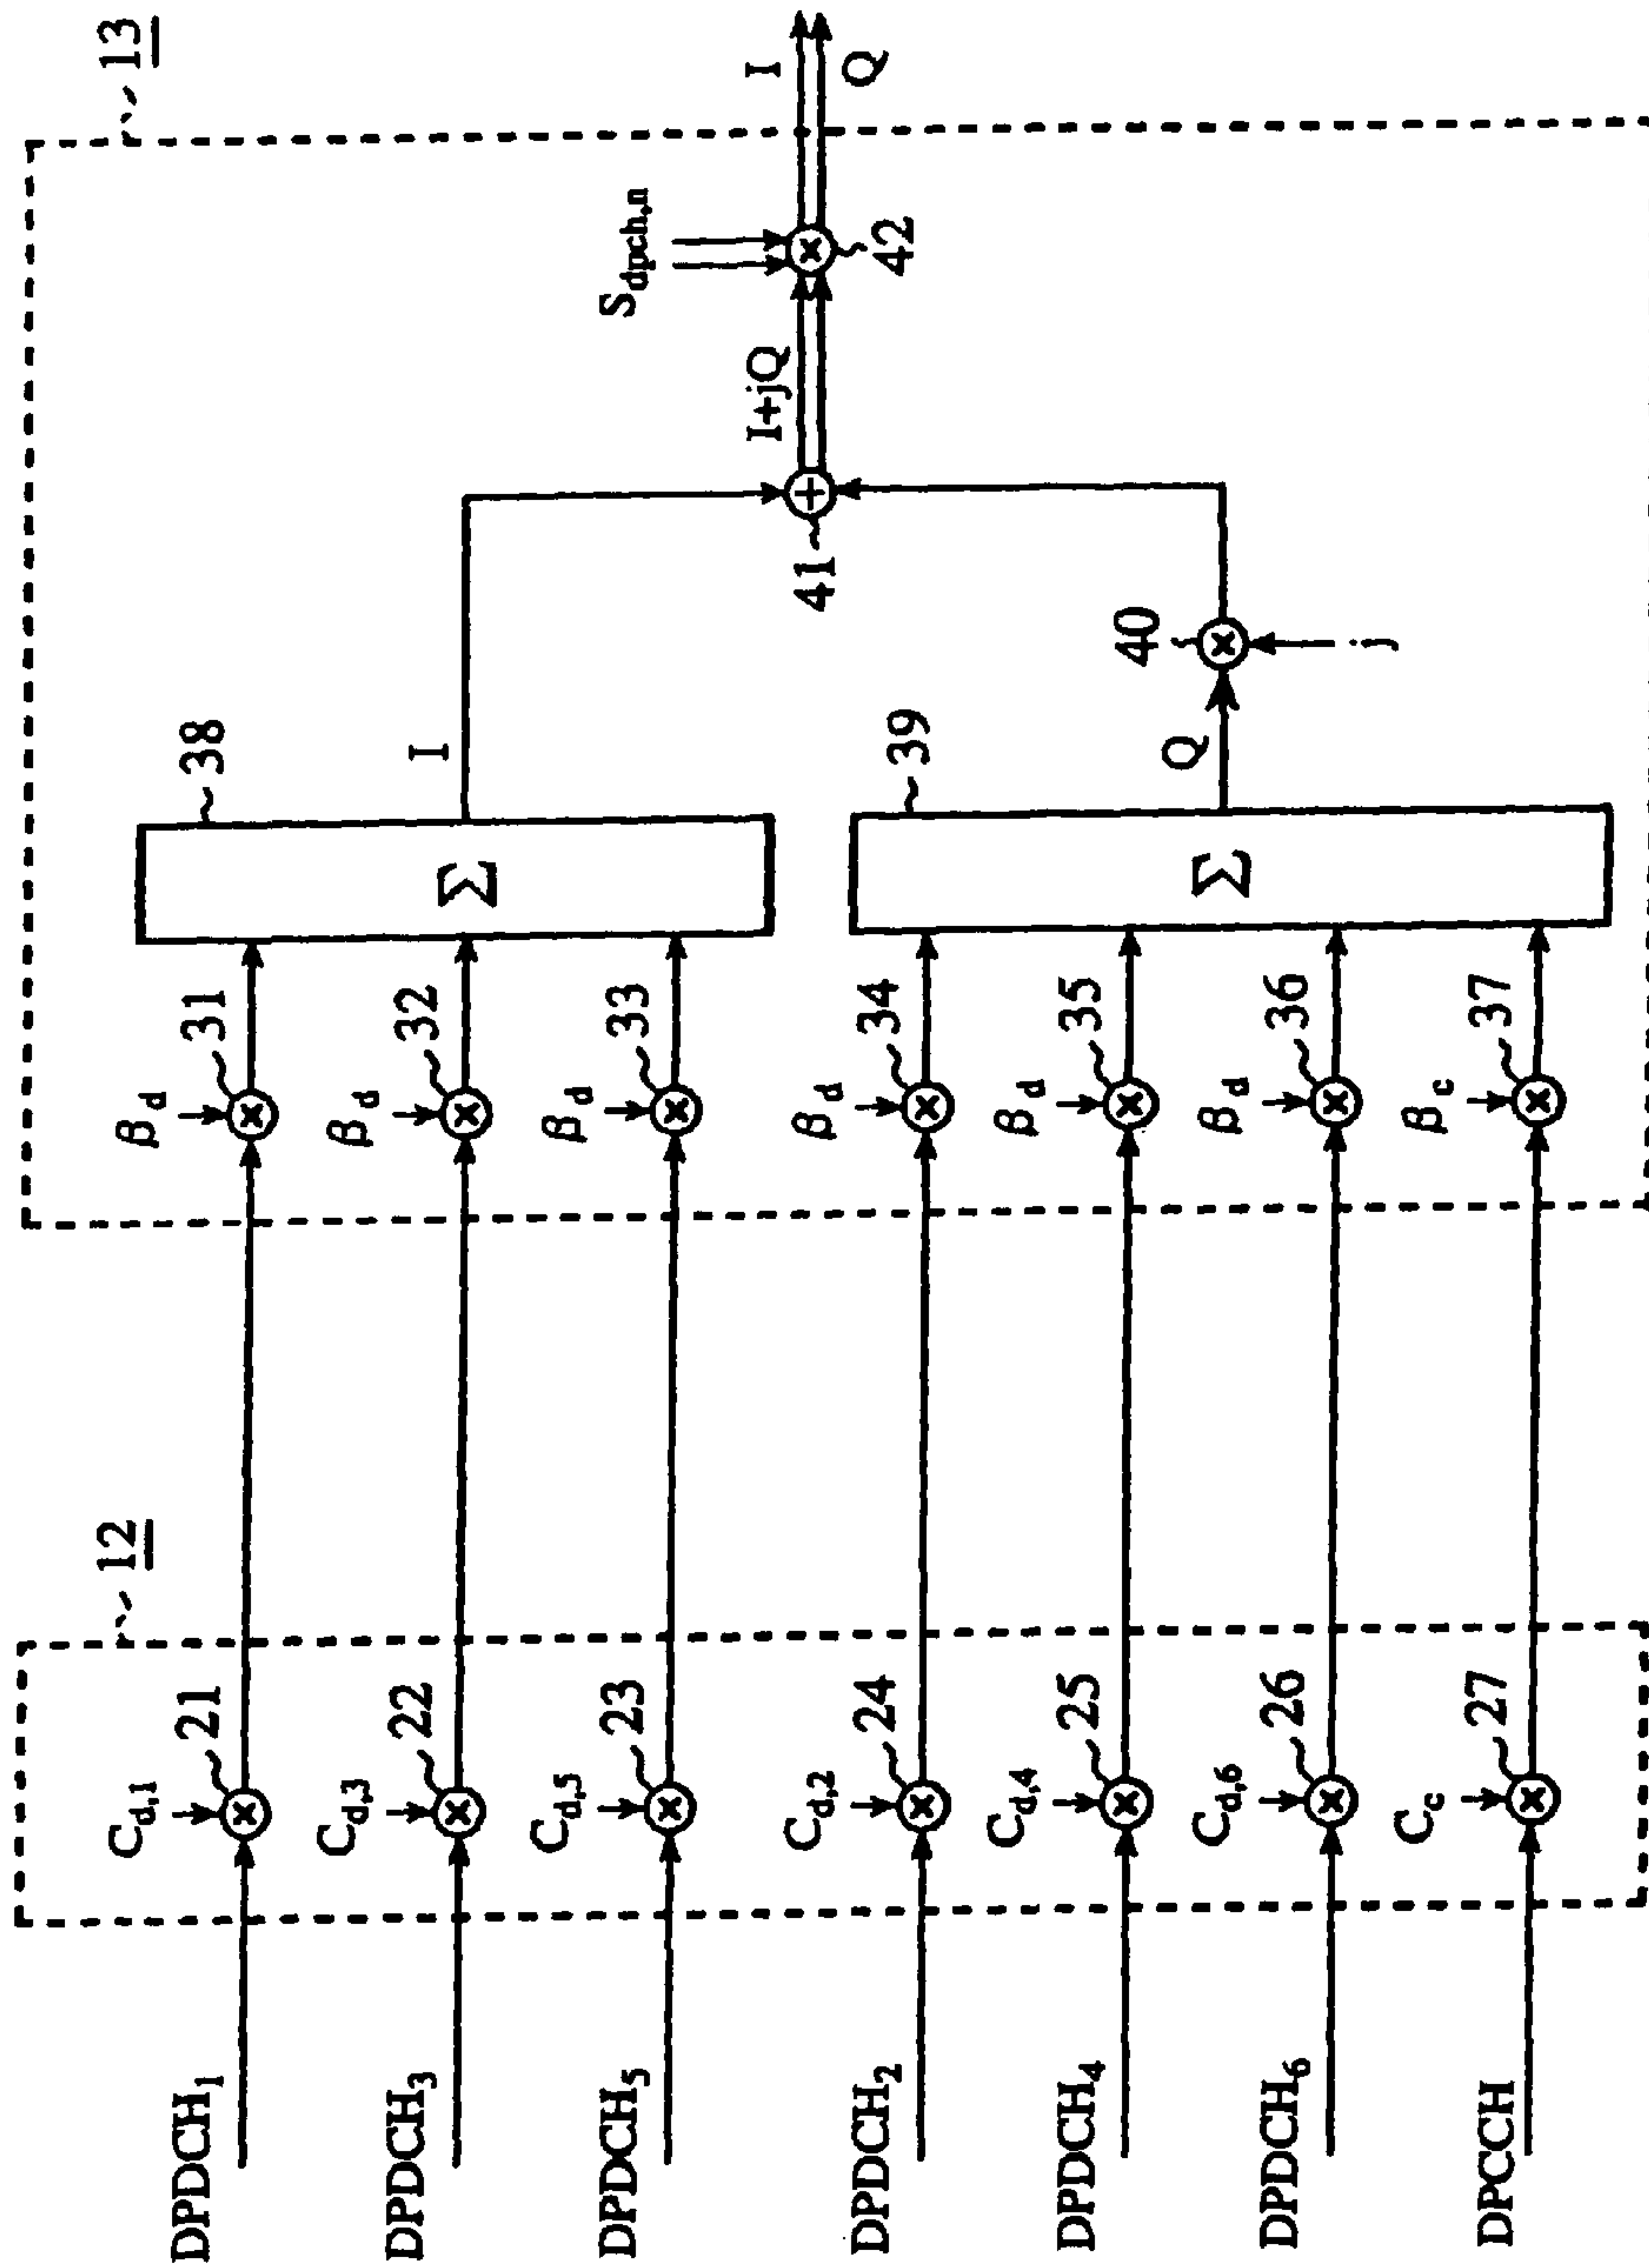 12
13
DPDCH1
Cd,1
21
βd
31
DPDCH3
Cd,3
22
βd
32
DPDCH5
Cd,5
23
βd
33
Σ
38
I
DPDCH2
Cd,2
24
βd
34
DPDCH4
Cd,4
25
βd
35
DPDCH6
Cd,6
26
βd
36
DPCCH
Cc
27
βc
37
Σ
39
Q
40
j
41
I+jQ
Sdpch,n
42
I
Q